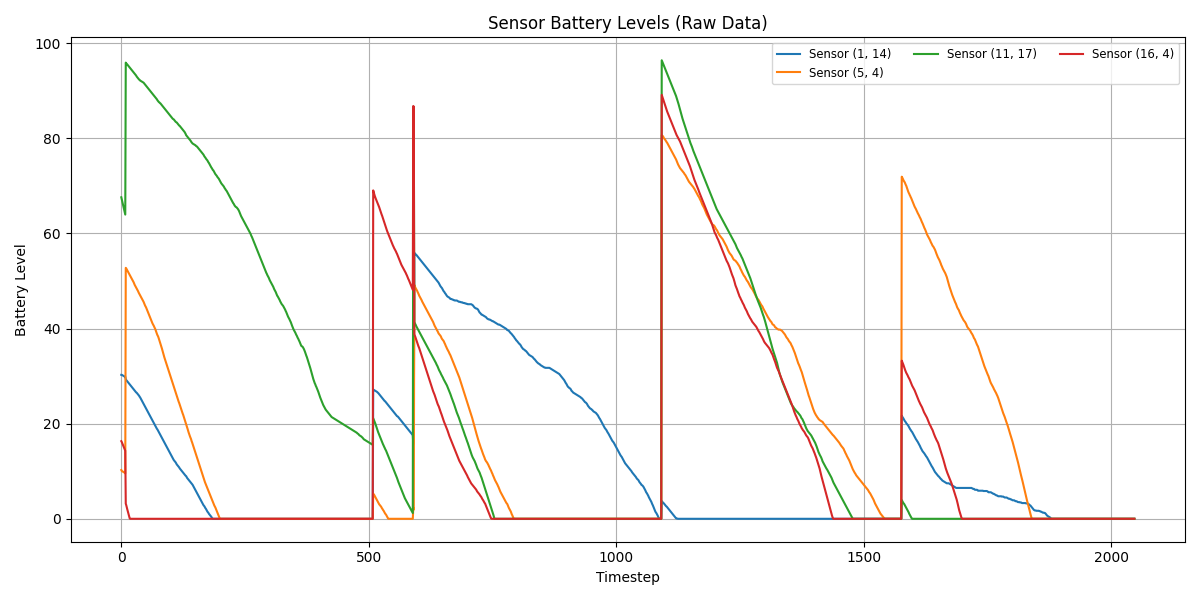 Sensor Battery Levels (Raw Data)
Sensor (1, 14)
Sensor (5, 4)
Sensor (11, 17)
Sensor (16, 4)
Battery Level
100
80
60
40
20
0
0
500
1000
1500
2000
Timestep